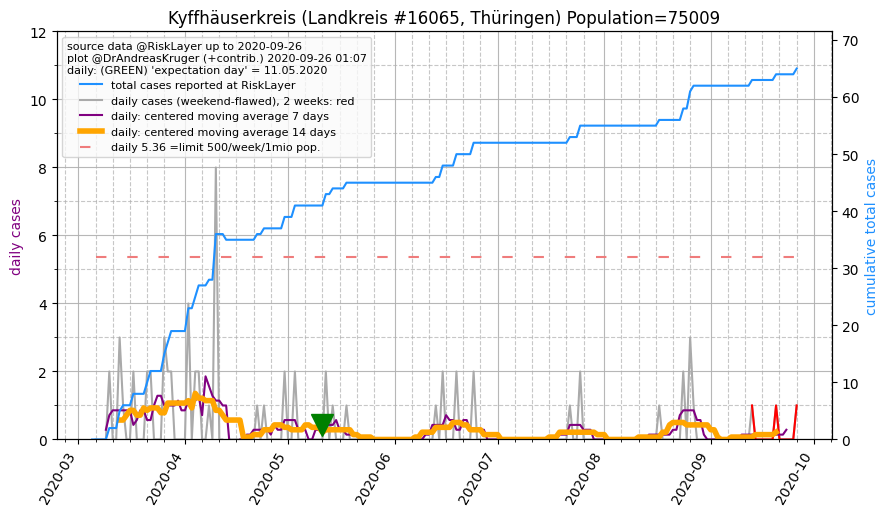 Kyffhäuserkreis (Landkreis #16065, Thüringen) Population=75009
source data @RiskLayer up to 2020-09-26
plot @DrAndreasKruger (+contrib.) 2020-09-26 01:07
daily: (GREEN) 'expectation day' = 11.05.2020
total cases reported at RiskLayer
daily cases (weekend-flawed), 2 weeks: red
daily: centered moving average 7 days
daily: centered moving average 14 days
daily 5.36 =limit 500/week/1mio pop.
daily cases
12
10
8
6
4
2
0
cumulative total cases
70
60
50
40
30
20
10
0
2020-03
2020-04
2020-05
2020-06
2020-07
2020-08
2020-09
2020-10